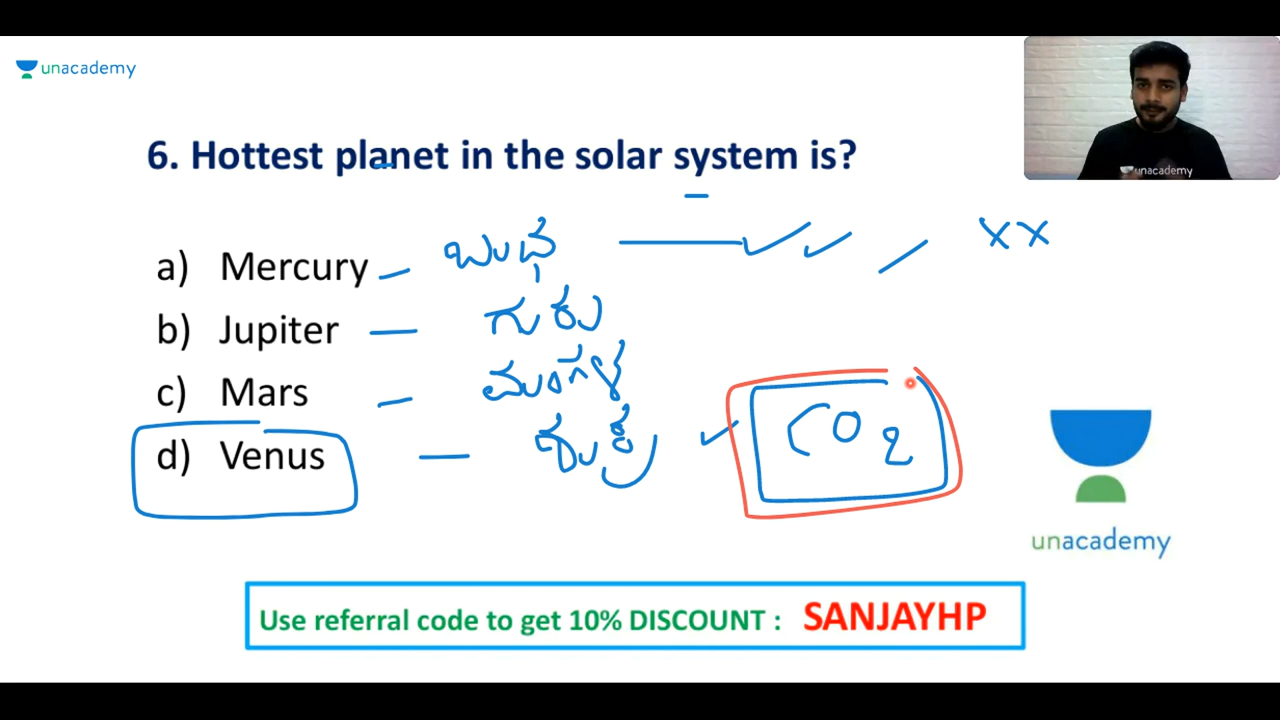 unacademy
unacademy
6. Hottest planet in the solar system is?
a) Mercury – ಬುಧ XX
b) Jupiter – ಗುರು
c) Mars – ಮಂಗಳ
d) Venus – ಶುಕ್ರ CO2
unacademy
Use referral code to get 10% DISCOUNT : SANJAYHP